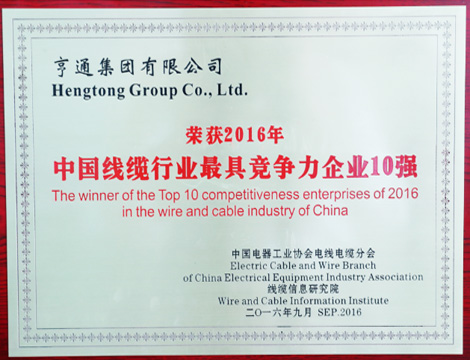 亨通集团有限公司
Hengtong Group Co., Ltd.
荣获2016年
中国线缆行业最具竞争力企业10强
The winner of the Top 10 competitiveness enterprises of 2016
in the wire and cable industry of China
中国电器工业协会电线电缆分会
Electric Cable and Wire Branch
of China Electrical Equipment Industry Association
线缆信息研究院
Wire and Cable Information Institute
二〇一六年九月 SEP.2016